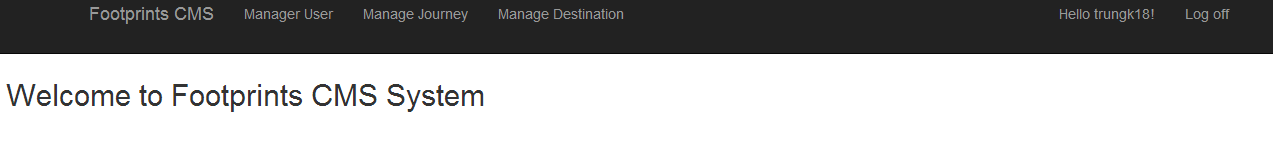 Footprints CMS Manager User Manage Journey Manage Destination Hello trungk18! Log off
Welcome to Footprints CMS System